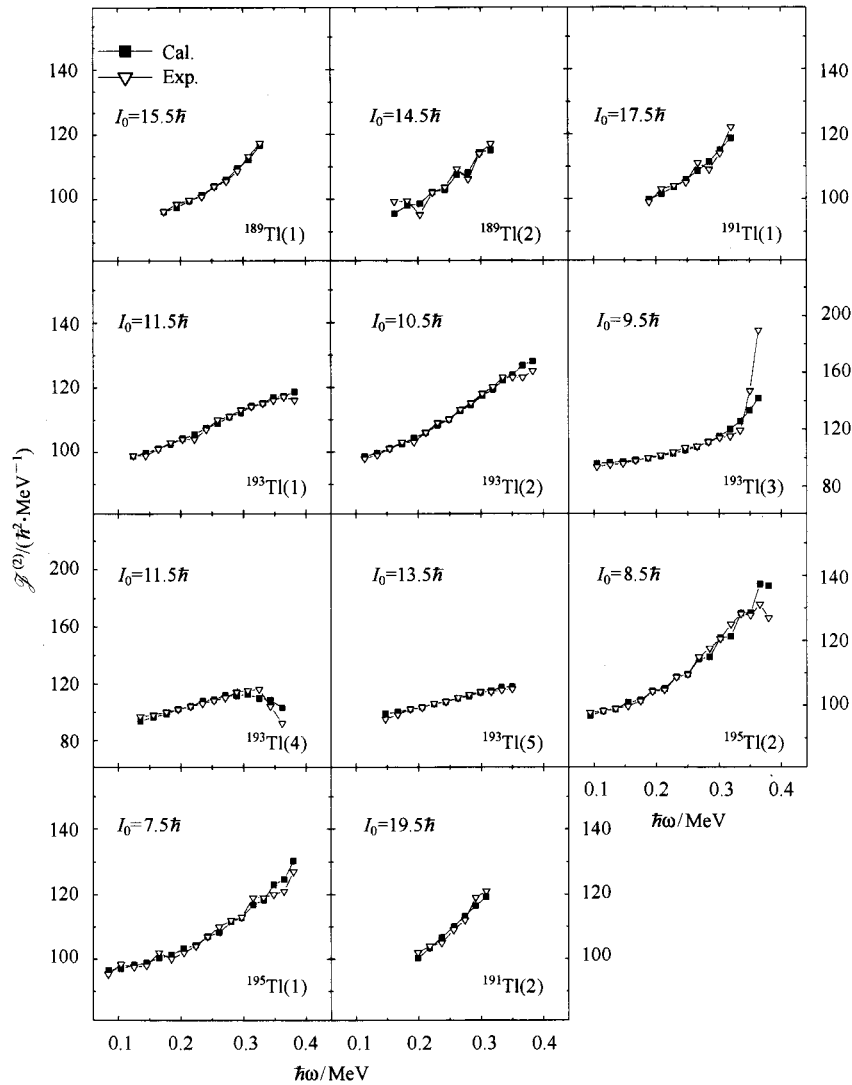 Cal.
Exp.
I₀=15.5ħ
¹⁸⁹Tl(1)
I₀=14.5ħ
¹⁸⁹Tl(2)
I₀=17.5ħ
¹⁹¹Tl(1)
140
120
100
140
120
100
I₀=11.5ħ
¹⁹³Tl(1)
I₀=10.5ħ
¹⁹³Tl(2)
I₀=9.5ħ
¹⁹³Tl(3)
140
120
100
200
160
120
80
ℐ⁽²⁾/(ħ²·MeV⁻¹)
I₀=11.5ħ
¹⁹³Tl(4)
I₀=13.5ħ
¹⁹³Tl(5)
I₀=8.5ħ
¹⁹⁵Tl(2)
200
160
120
80
140
120
100
0.1 0.2 0.3 0.4
ħω/MeV
I₀=7.5ħ
¹⁹⁵Tl(1)
I₀=19.5ħ
¹⁹¹Tl(2)
140
120
100
140
120
100
0.1 0.2 0.3 0.4
0.1 0.2 0.3 0.4
ħω/MeV